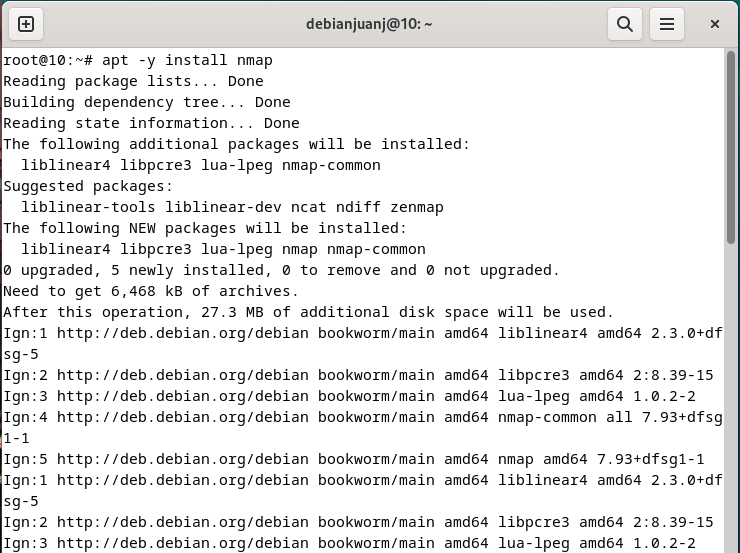 debianjuanj@10: ~
root@10:~# apt -y install nmap
Reading package lists... Done
Building dependency tree... Done
Reading state information... Done
The following additional packages will be installed:
  liblinear4 libpcre3 lua-lpeg nmap-common
Suggested packages:
  liblinear-tools liblinear-dev ncat ndiff zenmap
The following NEW packages will be installed:
  liblinear4 libpcre3 lua-lpeg nmap nmap-common
0 upgraded, 5 newly installed, 0 to remove and 0 not upgraded.
Need to get 6,468 kB of archives.
After this operation, 27.3 MB of additional disk space will be used.
Ign:1 http://deb.debian.org/debian bookworm/main amd64 liblinear4 amd64 2.3.0+df
sg-5
Ign:2 http://deb.debian.org/debian bookworm/main amd64 libpcre3 amd64 2:8.39-15
Ign:3 http://deb.debian.org/debian bookworm/main amd64 lua-lpeg amd64 1.0.2-2
Ign:4 http://deb.debian.org/debian bookworm/main amd64 nmap-common all 7.93+dfsg
1-1
Ign:5 http://deb.debian.org/debian bookworm/main amd64 nmap amd64 7.93+dfsg1-1
Ign:1 http://deb.debian.org/debian bookworm/main amd64 liblinear4 amd64 2.3.0+df
sg-5
Ign:2 http://deb.debian.org/debian bookworm/main amd64 libpcre3 amd64 2:8.39-15
Ign:3 http://deb.debian.org/debian bookworm/main amd64 lua-lpeg amd64 1.0.2-2